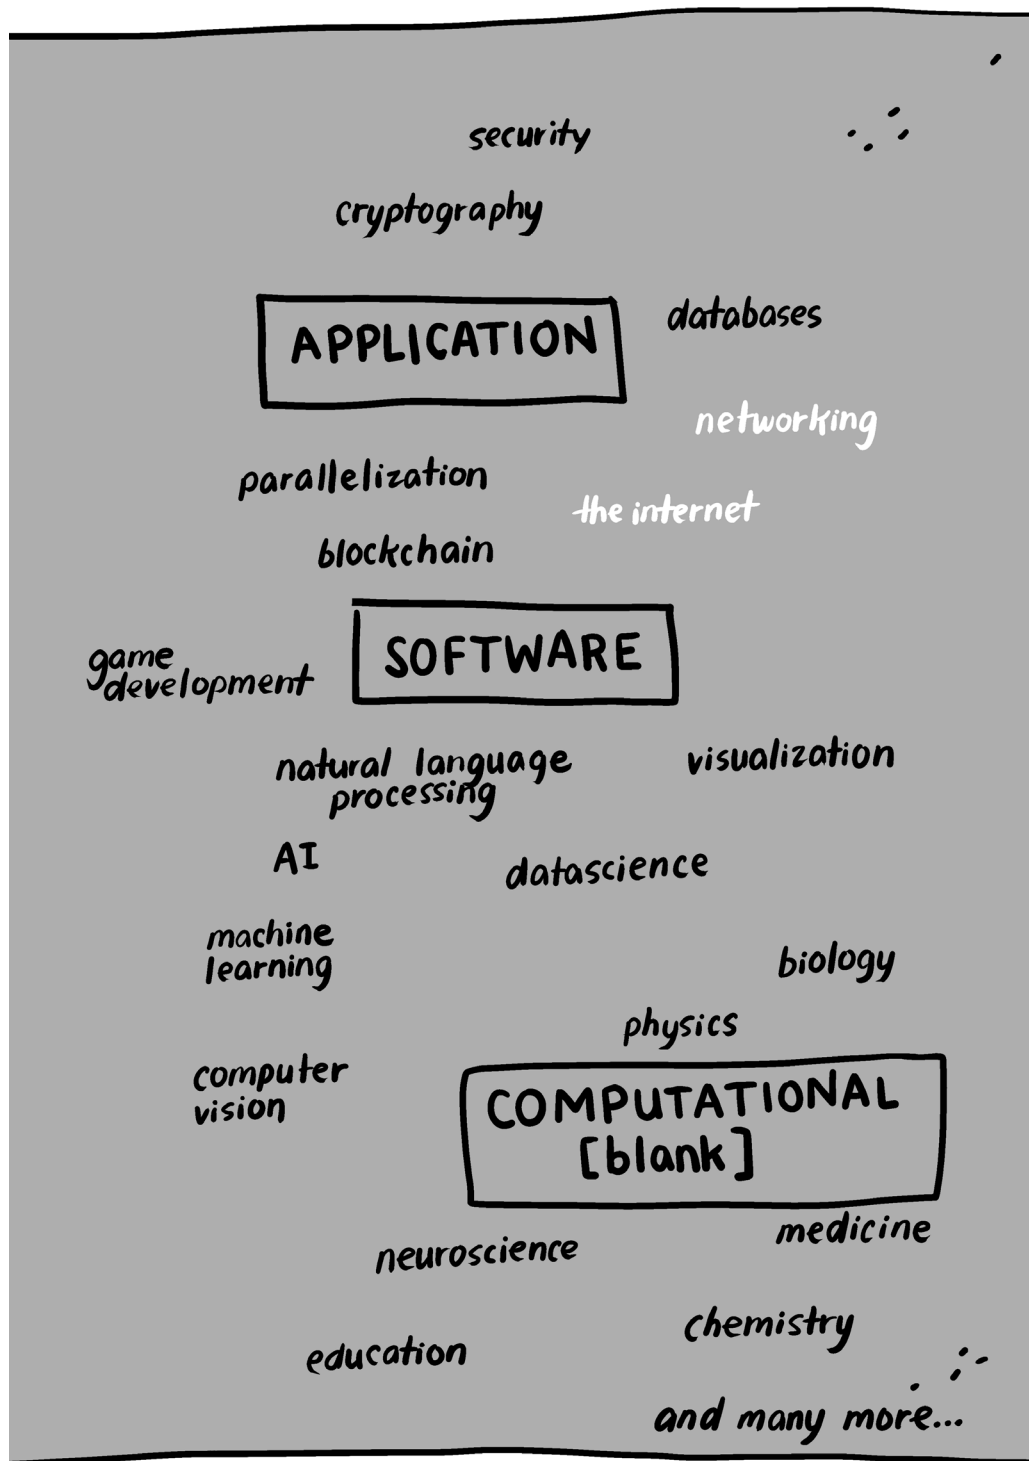 security
cryptography
APPLICATION
databases
networking
parallelization
the internet
blockchain
SOFTWARE
game
development
natural language
processing
visualization
AI
datascience
machine
learning
biology
physics
computer
vision
COMPUTATIONAL
[blank]
medicine
neuroscience
chemistry
education
and many more...